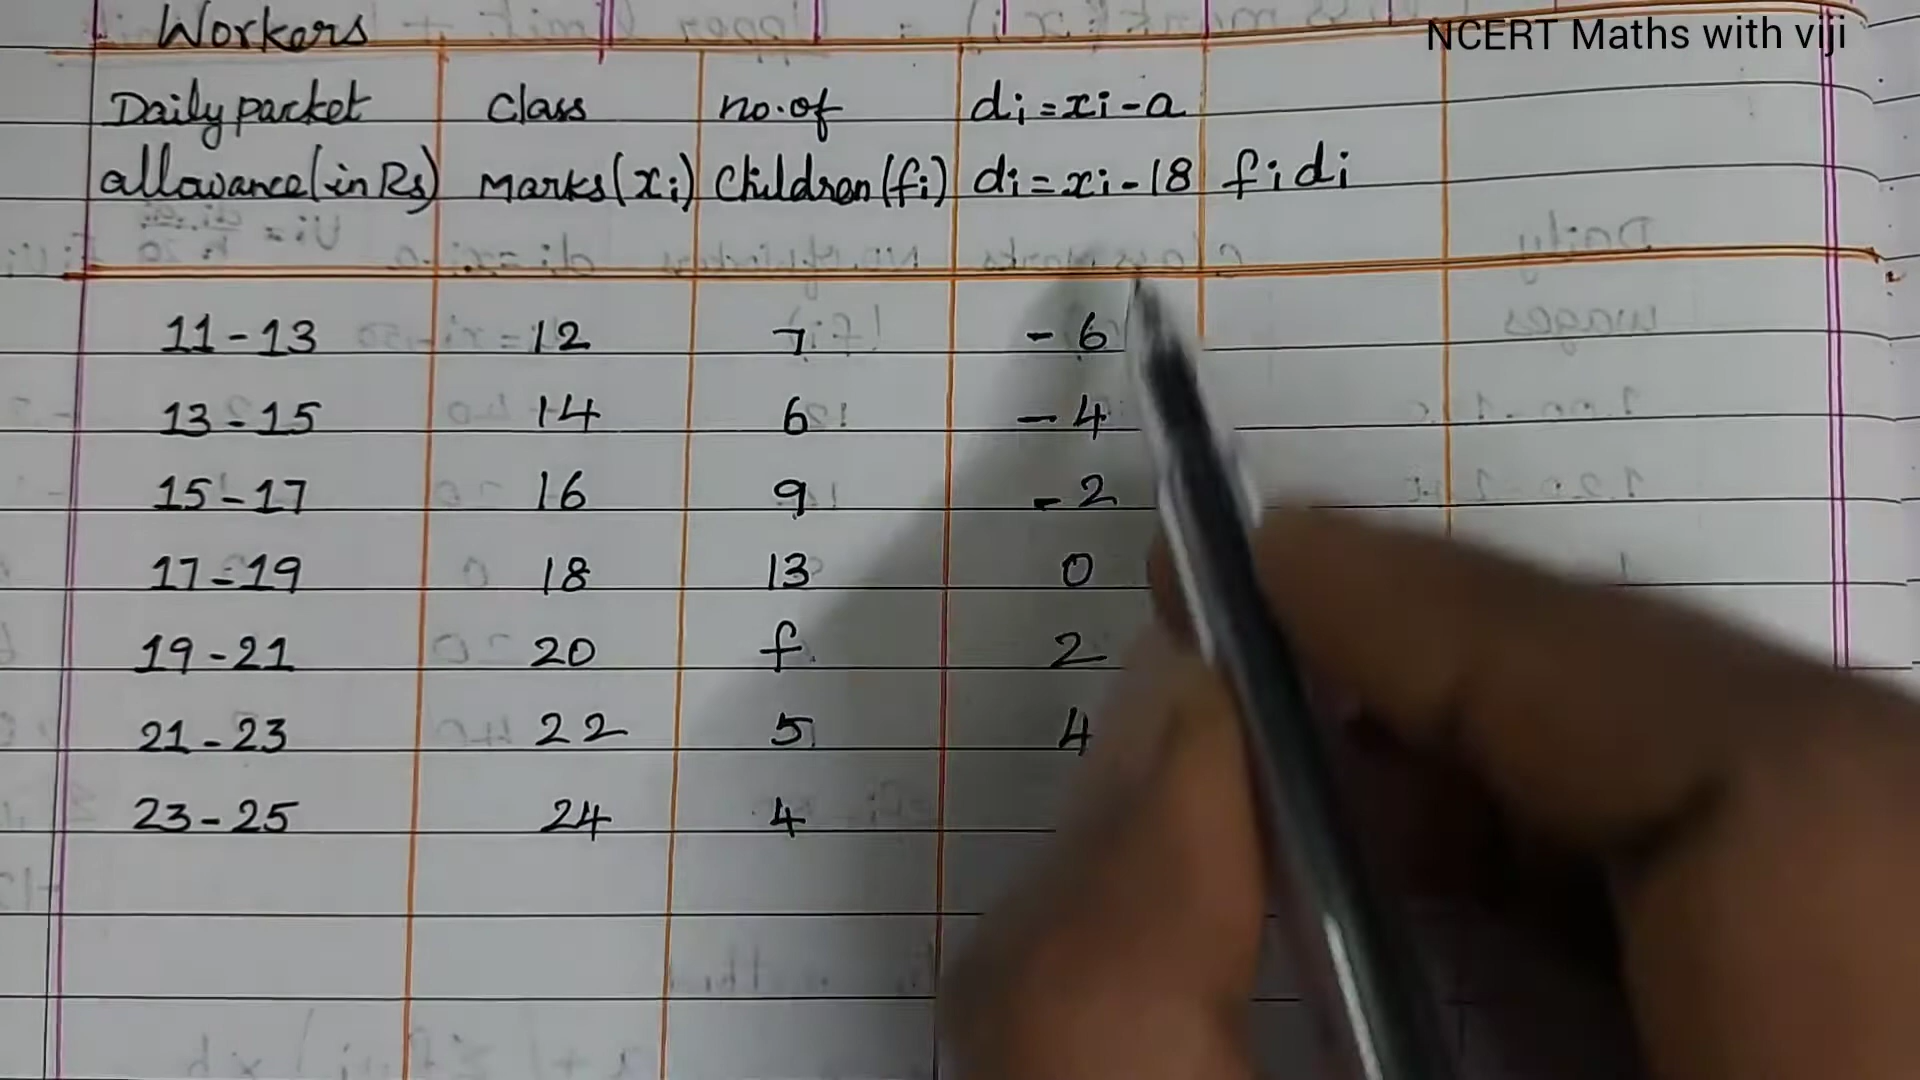 NCERT Maths with viji
Workers
Daily packet Class no. of di = xi - a
allowance (in Rs) Marks (xi) Children (fi) di = xi - 18 fidi
11 - 13 12 7 - 6
13 - 15 14 6 - 4
15 - 17 16 9 - 2
17 - 19 18 13 0
19 - 21 20 f 2
21 - 23 22 5 4
23 - 25 24 4